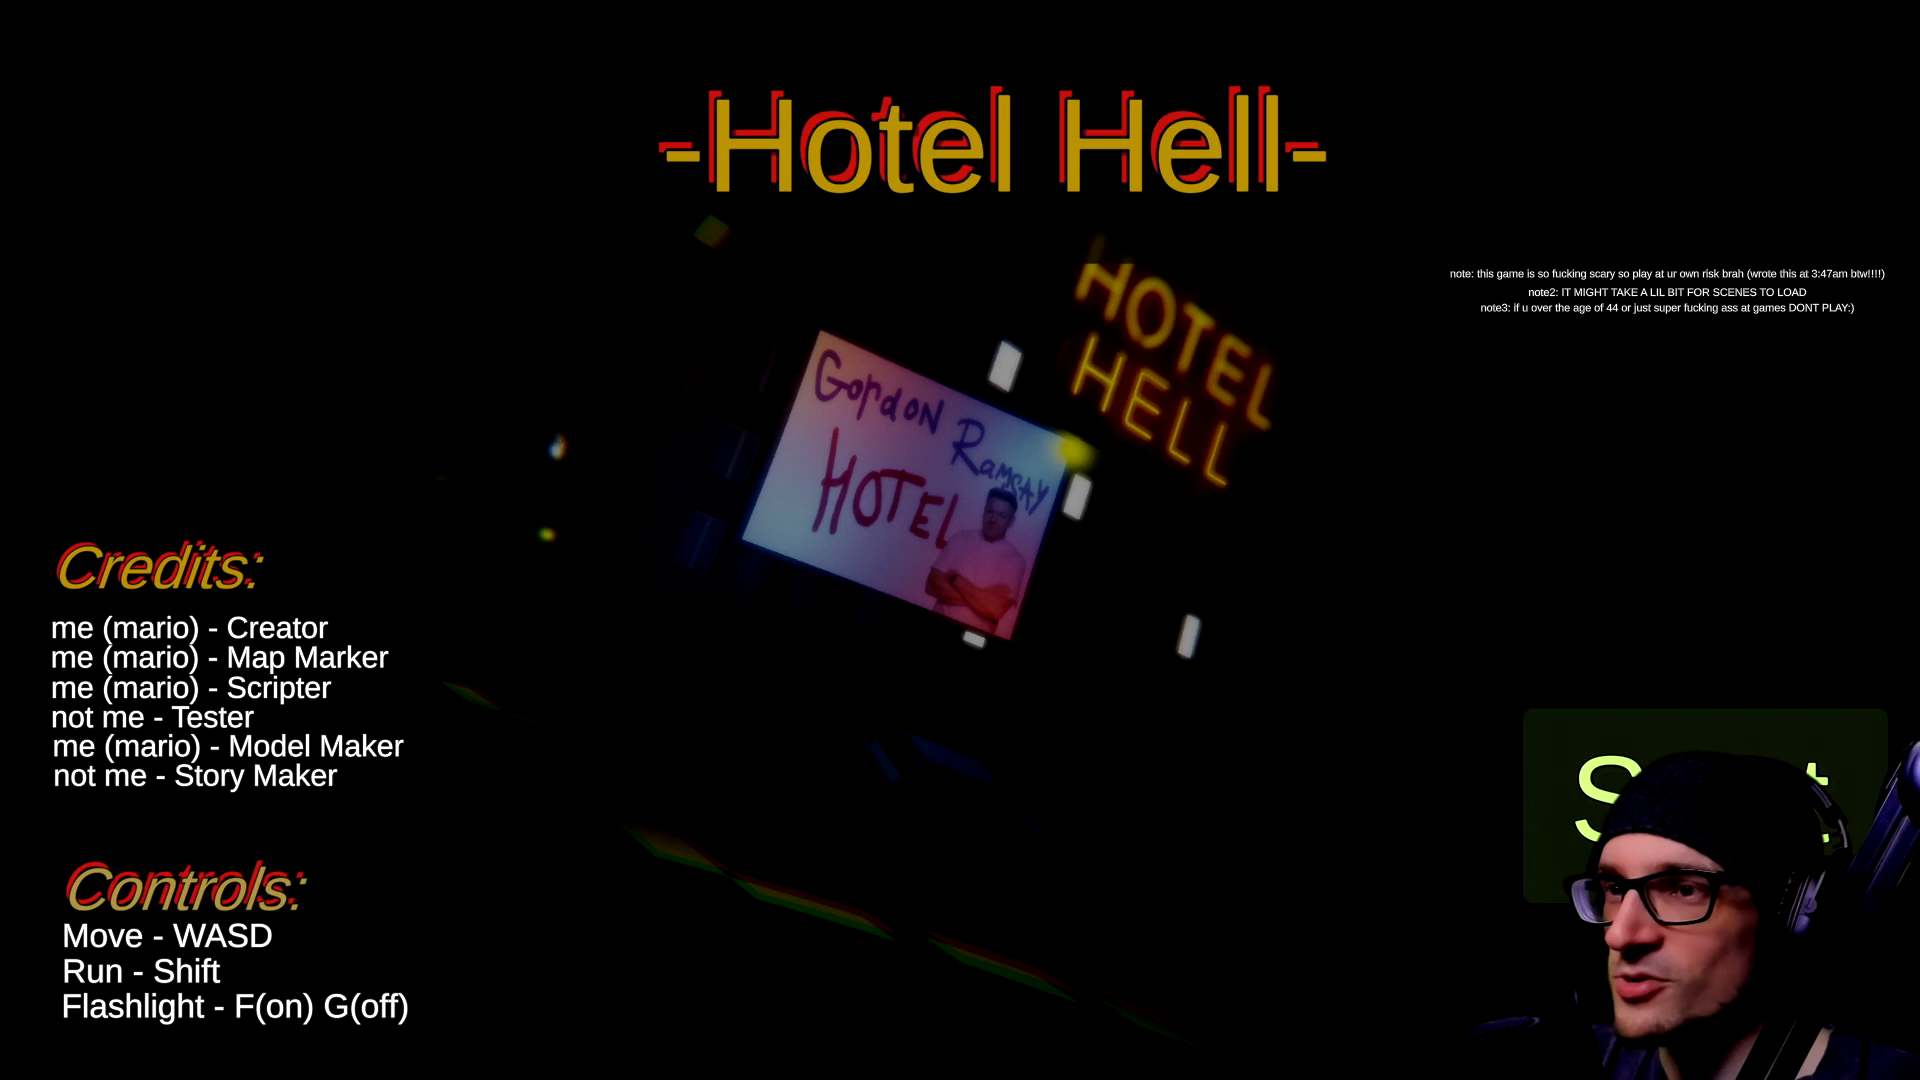 -Hotel Hell-
HOTEL
HELL
note: this game is so fucking scary so play at ur own risk brah (wrote this at 3:47am btw!!!!)
note2: IT MIGHT TAKE A LIL BIT FOR SCENES TO LOAD
note3: if u over the age of 44 or just super fucking ass at games DONT PLAY:)
GordoN
RamsAY
HOTEL
Credits:
me (mario) - Creator
me (mario) - Map Marker
me (mario) - Scripter
not me - Tester
me (mario) - Model Maker
not me - Story Maker
Controls:
Move - WASD
Run - Shift
Flashlight - F(on) G(off)